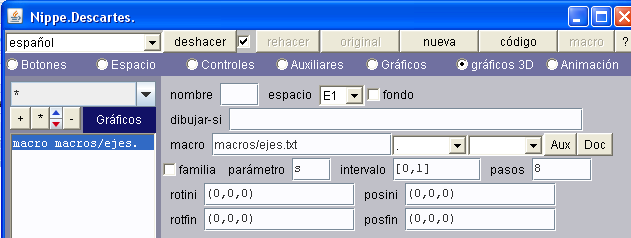 Nippe.Descartes.
español deshacer rehacer original nueva código macro ?
Botones Espacio Controles Auxiliares Gráficos gráficos 3D Animación
* nombre espacio E1 fondo
+ * - Gráficos dibujar-si
macro macros/ejes. macro macros/ejes.txt . Aux Doc
familia parámetro s intervalo [0,1] pasos 8
rotini (0,0,0) posini (0,0,0)
rotfin (0,0,0) posfin (0,0,0)